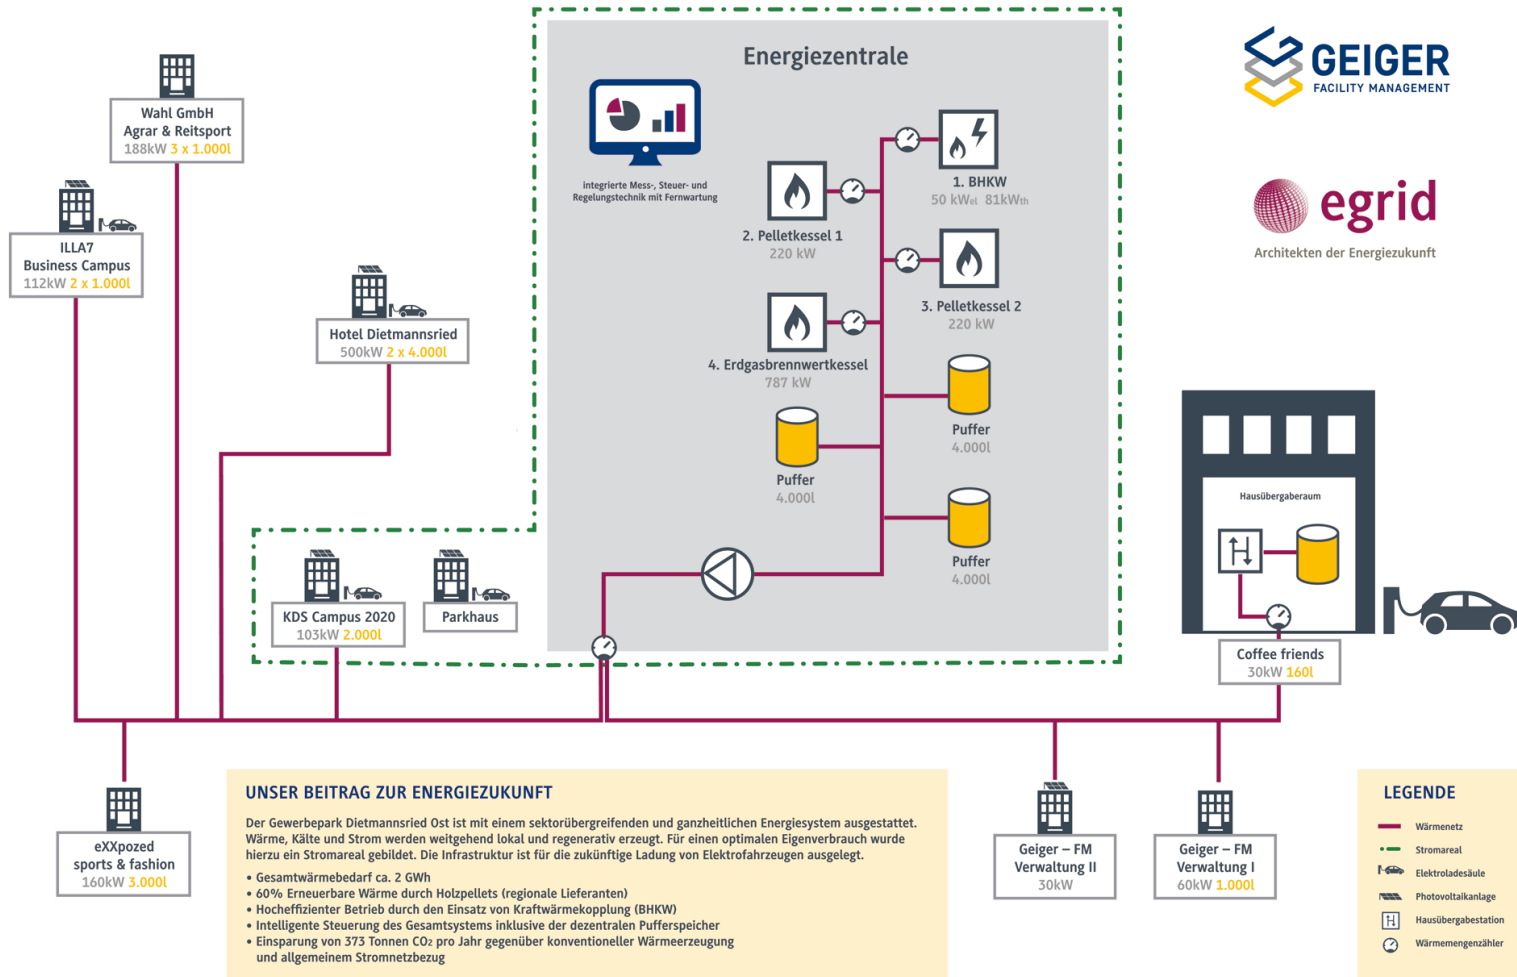 Energiezentrale
integrierte Mess-, Steuer- und
Regelungstechnik mit Fernwartung
1. BHKW
50 kWel 81kWth
2. Pelletkessel 1
220 kW
3. Pelletkessel 2
220 kW
4. Erdgasbrennwertkessel
787 kW
Puffer
4.000l
Puffer
4.000l
Puffer
4.000l
GEIGER
FACILITY MANAGEMENT
egrid
Architekten der Energiezukunft
Wahl GmbH
Agrar & Reitsport
188kW 3 x 1.000l
ILLA7
Business Campus
112kW 2 x 1.000l
Hotel Dietmannsried
500kW 2 x 4.000l
KDS Campus 2020
103kW 2.000l
Parkhaus
Hausübergaberaum
Coffee friends
30kW 160l
eXXpozed
sports & fashion
160kW 3.000l
Geiger – FM
Verwaltung II
30kW
Geiger – FM
Verwaltung I
60kW 1.000l
UNSER BEITRAG ZUR ENERGIEZUKUNFT
Der Gewerbepark Dietmannsried Ost ist mit einem sektorübergreifenden und ganzheitlichen Energiesystem ausgestattet.
Wärme, Kälte und Strom werden weitgehend lokal und regenerativ erzeugt. Für einen optimalen Eigenverbrauch wurde
hierzu ein Stromareal gebildet. Die Infrastruktur ist für die zukünftige Ladung von Elektrofahrzeugen ausgelegt.
• Gesamtwärmebedarf ca. 2 GWh
• 60% Erneuerbare Wärme durch Holzpellets (regionale Lieferanten)
• Hocheffizienter Betrieb durch den Einsatz von Kraftwärmekopplung (BHKW)
• Intelligente Steuerung des Gesamtsystems inklusive der dezentralen Pufferspeicher
• Einsparung von 373 Tonnen CO₂ pro Jahr gegenüber konventioneller Wärmeerzeugung
und allgemeinem Stromnetzbezug
LEGENDE
Wärmenetz
Stromareal
Elektroladesäule
Photovoltaikanlage
Hausübergabestation
Wärmemengenzähler